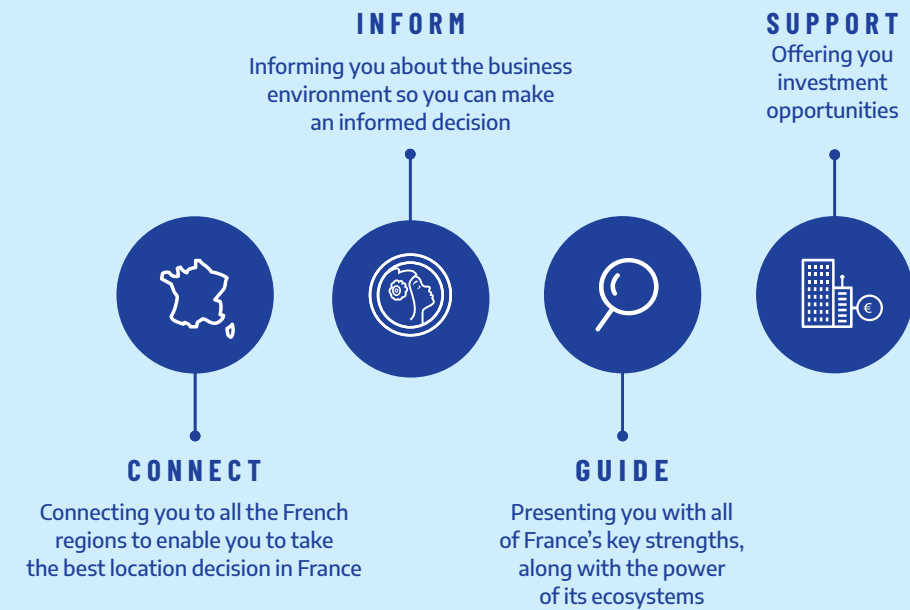 INFORM
Informing you about the business
environment so you can make
an informed decision
SUPPORT
Offering you
investment
opportunities
€
CONNECT
Connecting you to all the French
regions to enable you to take
the best location decision in France
GUIDE
Presenting you with all
of France’s key strengths,
along with the power
of its ecosystems